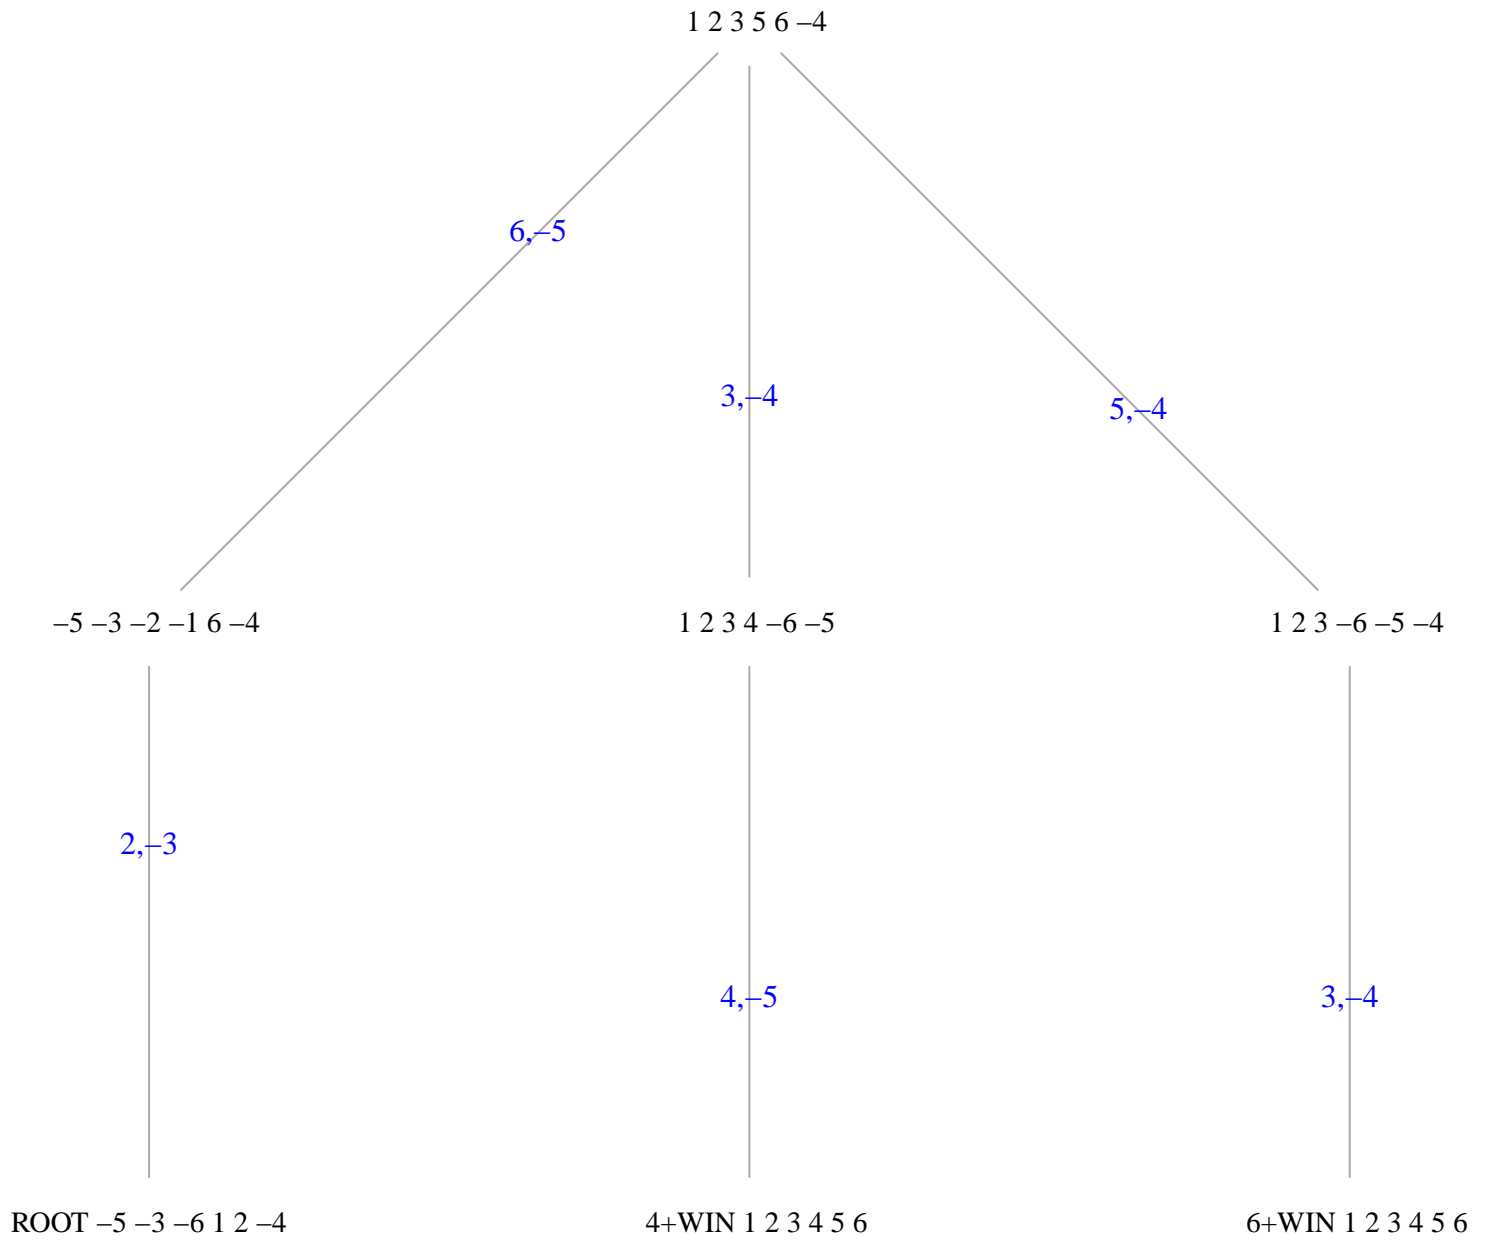 1 2 3 5 6 –4
6,–5
3,–4
5,–4
–5 –3 –2 –1 6 –4
1 2 3 4 –6 –5
1 2 3 –6 –5 –4
2,–3
4,–5
3,–4
ROOT –5 –3 –6 1 2 –4
4+WIN 1 2 3 4 5 6
6+WIN 1 2 3 4 5 6